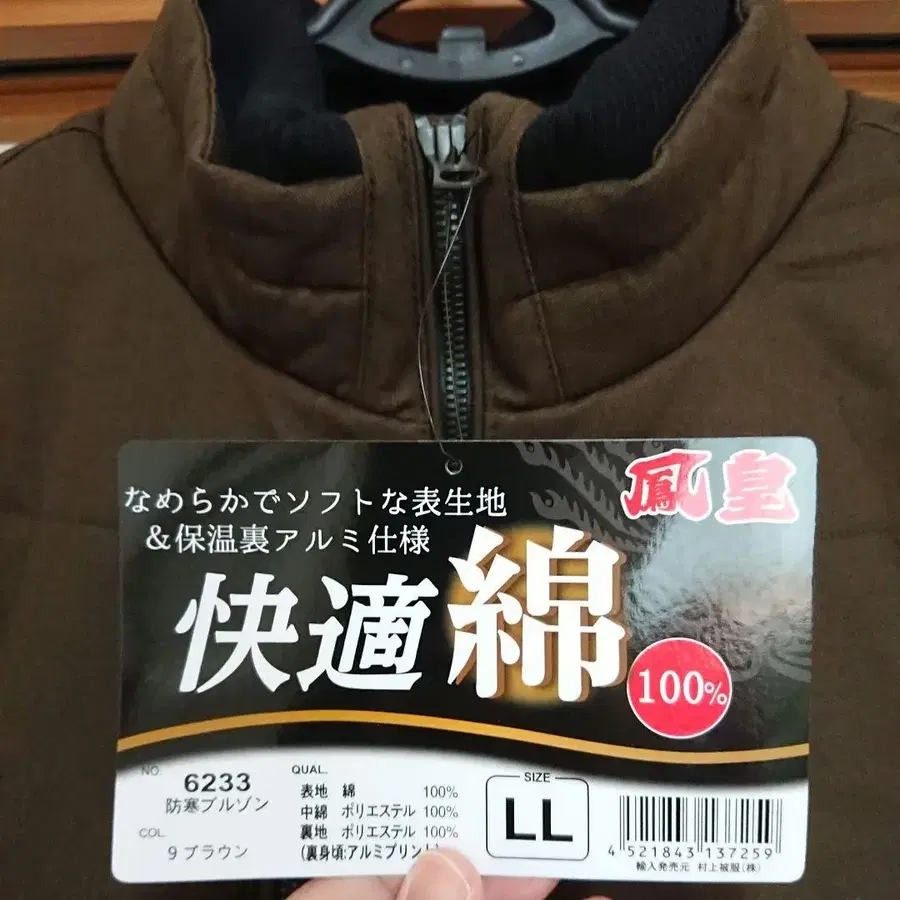 鳳皇
なめらかでソフトな表生地
&保温裏アルミ仕様
快適綿
100%
NO. 6233
防寒ブルゾン
COL. 9 ブラウン
QUAL.
表地 綿 100%
中綿 ポリエステル 100%
裏地 ポリエステル 100%
(裏身頃:アルミプリント)
SIZE
LL
4 521843 137259
輸入発売元 村上被服(株)